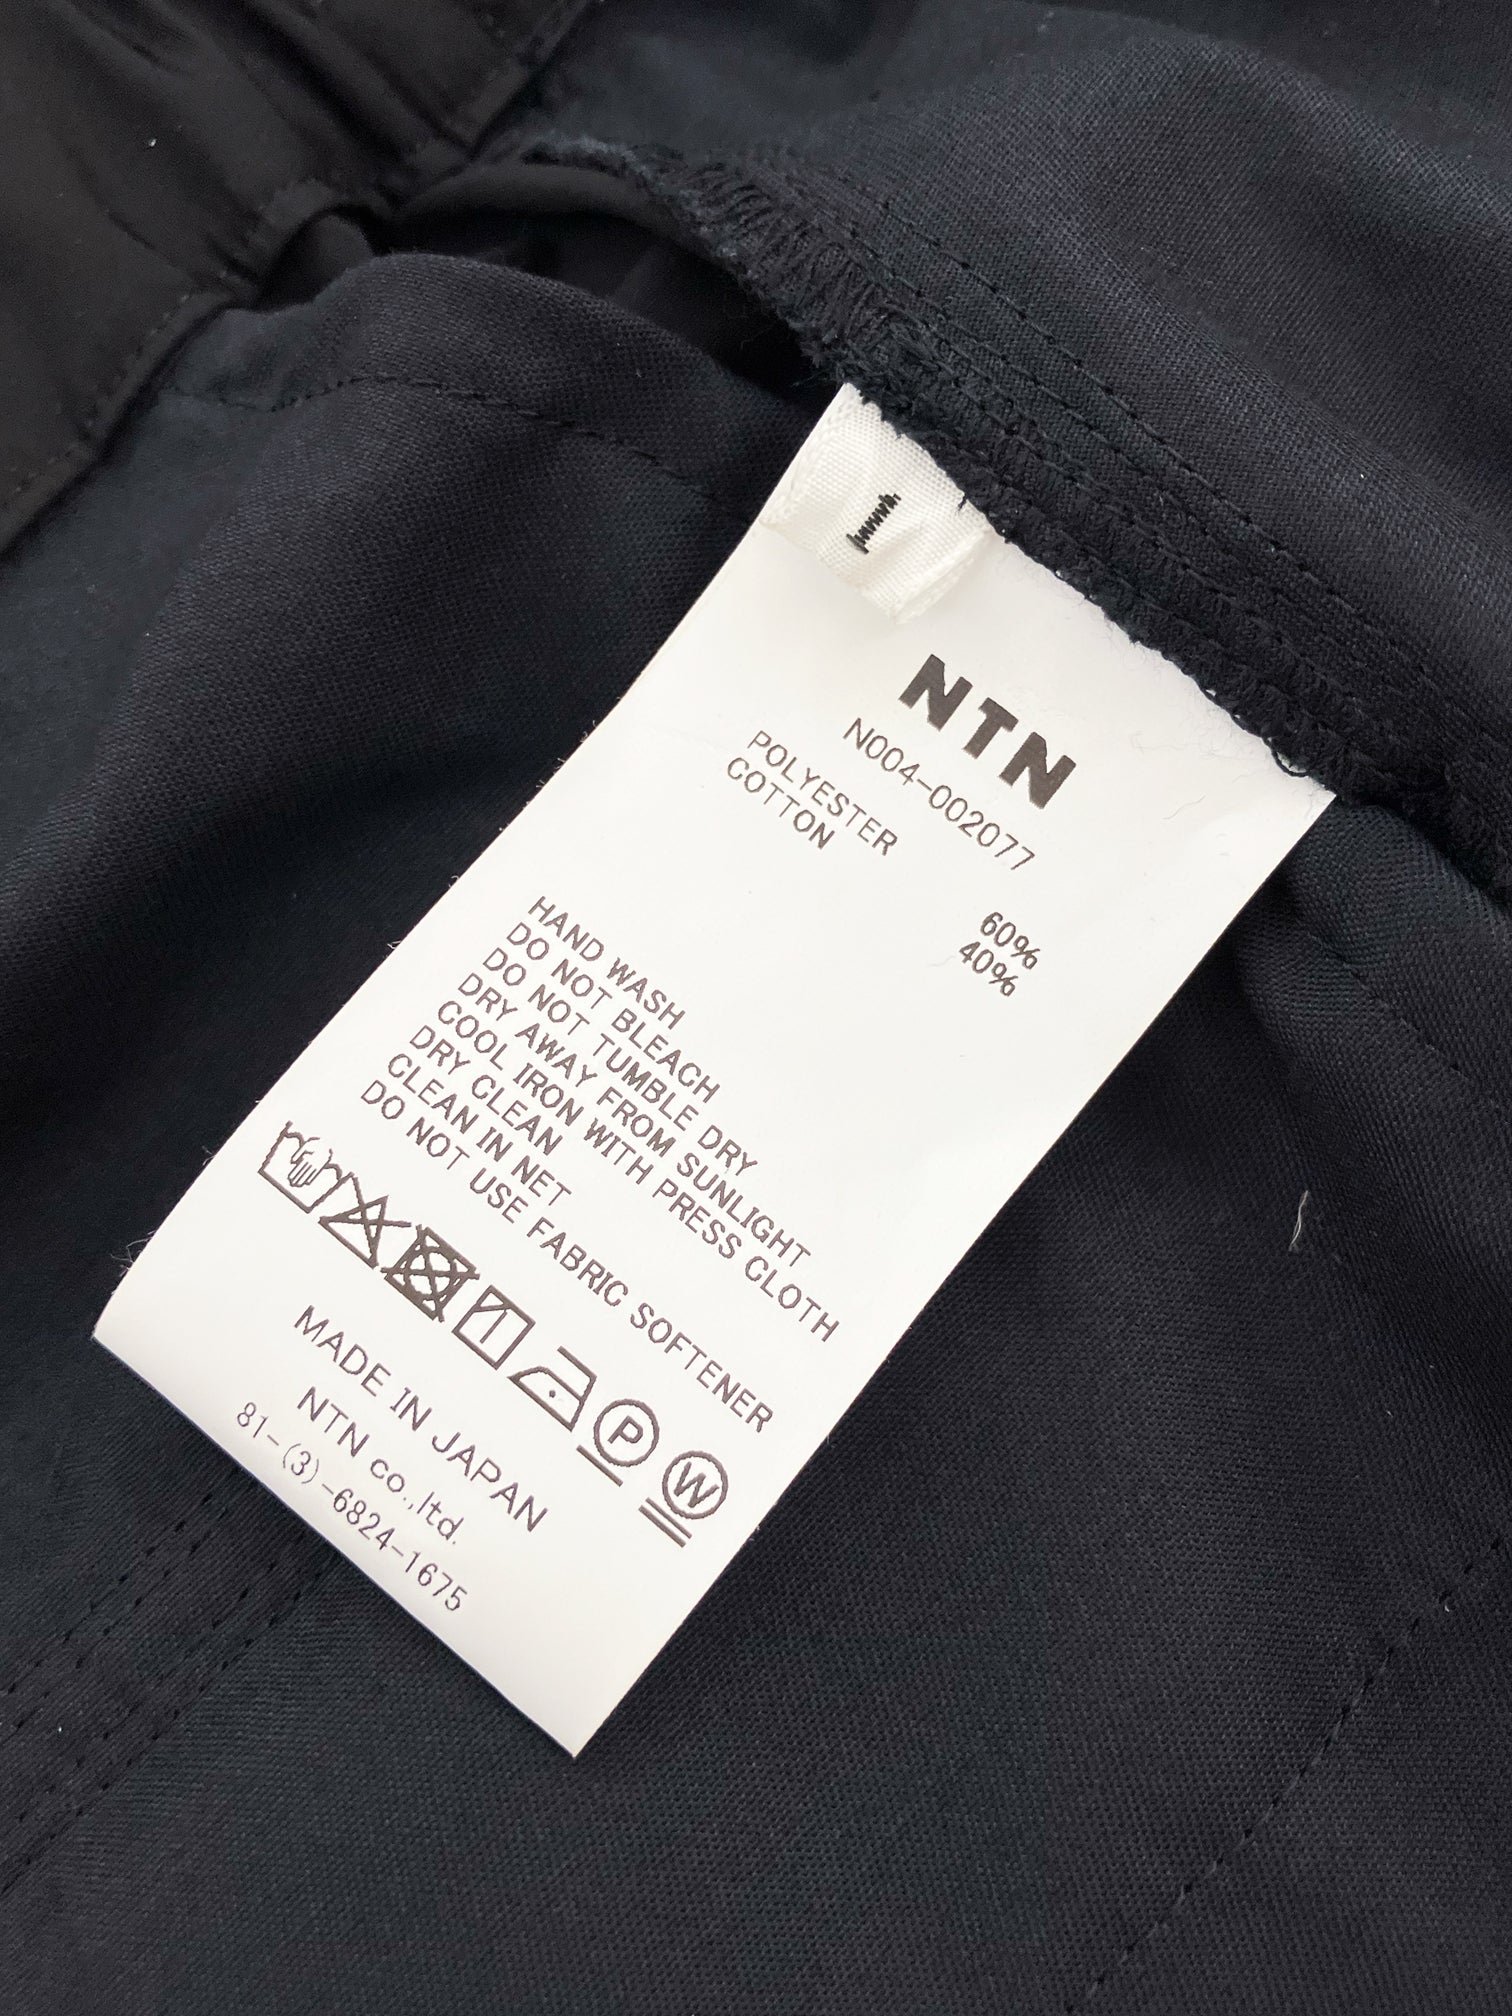 1
NTN
N004-002077
POLYESTER 60%
COTTON 40%
HAND WASH
DO NOT BLEACH
DO NOT TUMBLE DRY
DRY AWAY FROM SUNLIGHT
COOL IRON WITH PRESS CLOTH
DRY CLEAN
CLEAN IN NET
DO NOT USE FABRIC SOFTENER
P W
MADE IN JAPAN
NTN co.,ltd.
81-(3)-6824-1675